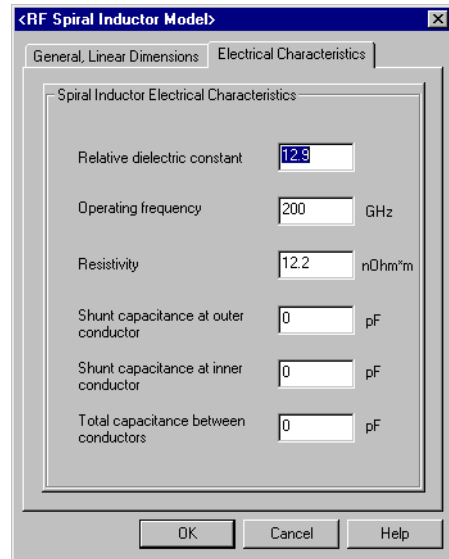 <RF Spiral Inductor Model>
General, Linear Dimensions
Electrical Characteristics
Spiral Inductor Electrical Characteristics
Relative dielectric constant 12.9
Operating frequency 200 GHz
Resistivity 12.2 nOhm*m
Shunt capacitance at outer
conductor 0 pF
Shunt capacitance at inner
conductor 0 pF
Total capacitance between
conductors 0 pF
OK Cancel Help